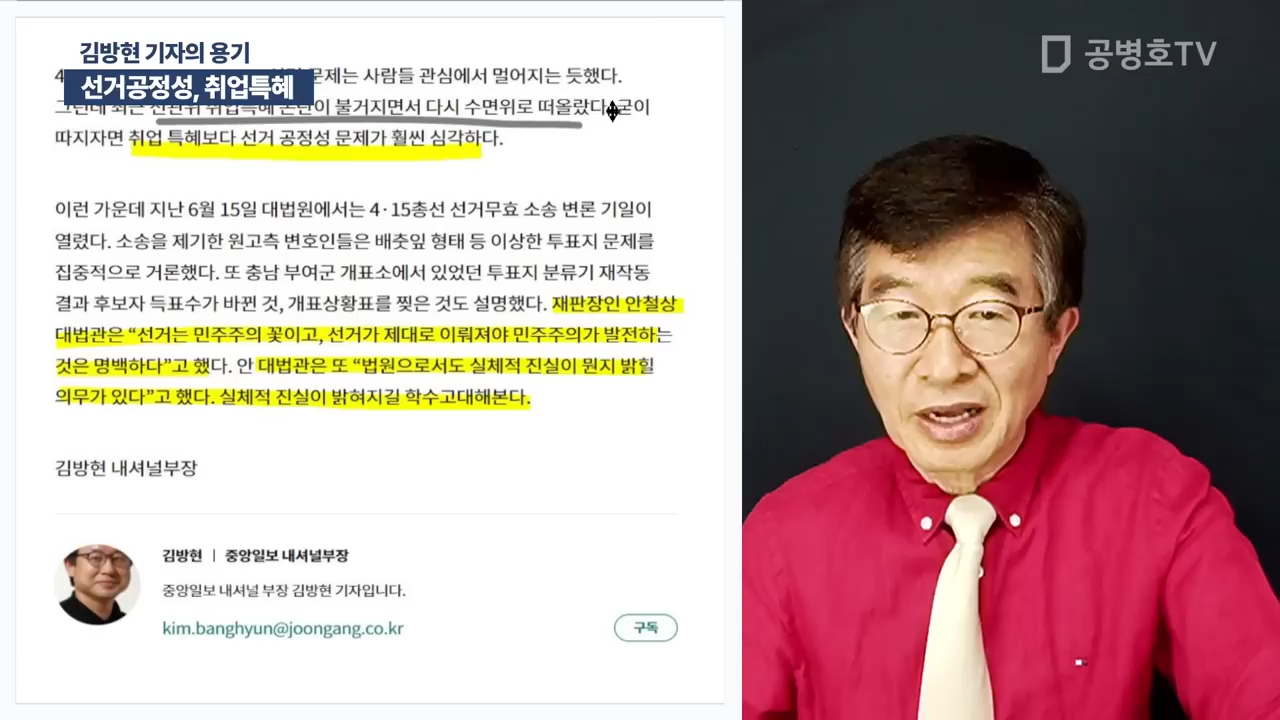 김방현 기자의 용기
선거공정성, 취업특혜
공병호TV
문제는 사람들 관심에서 멀어지는 듯했다.
그런데 최근 선관위 취업특혜 논란이 불거지면서 다시 수면위로 떠올랐다. 굳이
따지자면 취업 특혜보다 선거 공정성 문제가 훨씬 심각하다.
이런 가운데 지난 6월 15일 대법원에서는 4·15총선 선거무효 소송 변론 기일이
열렸다. 소송을 제기한 원고측 변호인들은 배춧잎 형태 등 이상한 투표지 문제를
집중적으로 거론했다. 또 충남 부여군 개표소에서 있었던 투표지 분류기 재작동
결과 후보자 득표수가 바뀐 것, 개표상황표를 찢은 것도 설명했다. 재판장인 안철상
대법관은 “선거는 민주주의 꽃이고, 선거가 제대로 이뤄져야 민주주의가 발전하는
것은 명백하다”고 했다. 안 대법관은 또 “법원으로서도 실체적 진실이 뭔지 밝힐
의무가 있다”고 했다. 실체적 진실이 밝혀지길 학수고대해본다.
김방현 내셔널부장
김방현 | 중앙일보 내셔널부장
중앙일보 내셔널 부장 김방현 기자입니다.
kim.banghyun@joongang.co.kr
구독